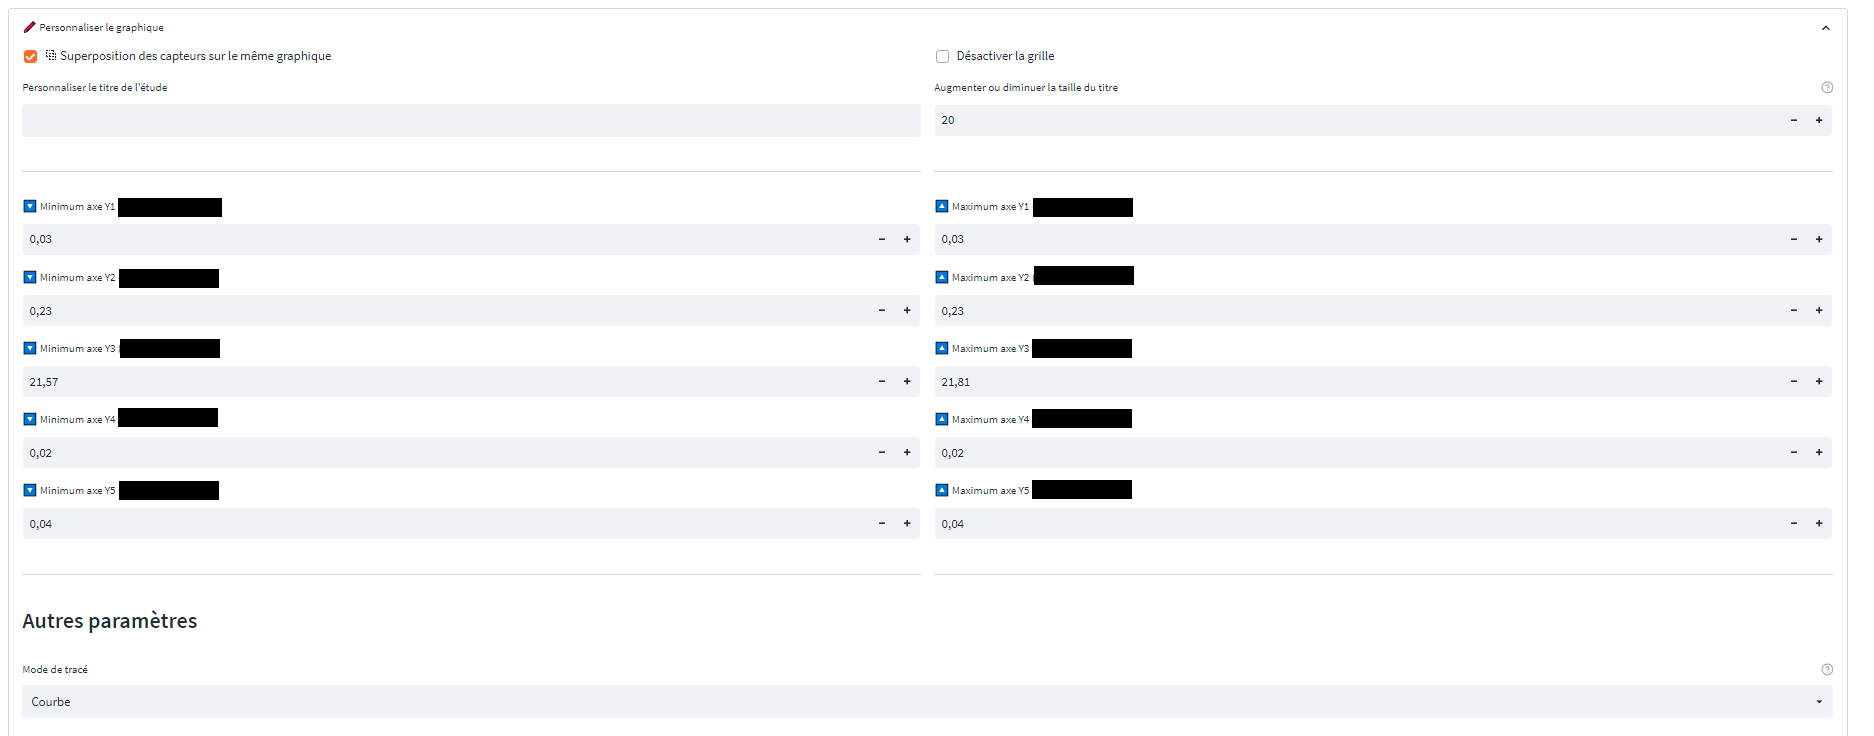 Personnaliser le graphique
Superposition des capteurs sur le même graphique
Désactiver la grille
Personnaliser le titre de l'étude
Augmenter ou diminuer la taille du titre
20
Minimum axe Y1
Maximum axe Y1
0,03
0,03
Minimum axe Y2
Maximum axe Y2
0,23
0,23
Minimum axe Y3
Maximum axe Y3
21,57
21,81
Minimum axe Y4
Maximum axe Y4
0,02
0,02
Minimum axe Y5
Maximum axe Y5
0,04
0,04
Autres paramètres
Mode de tracé
Courbe